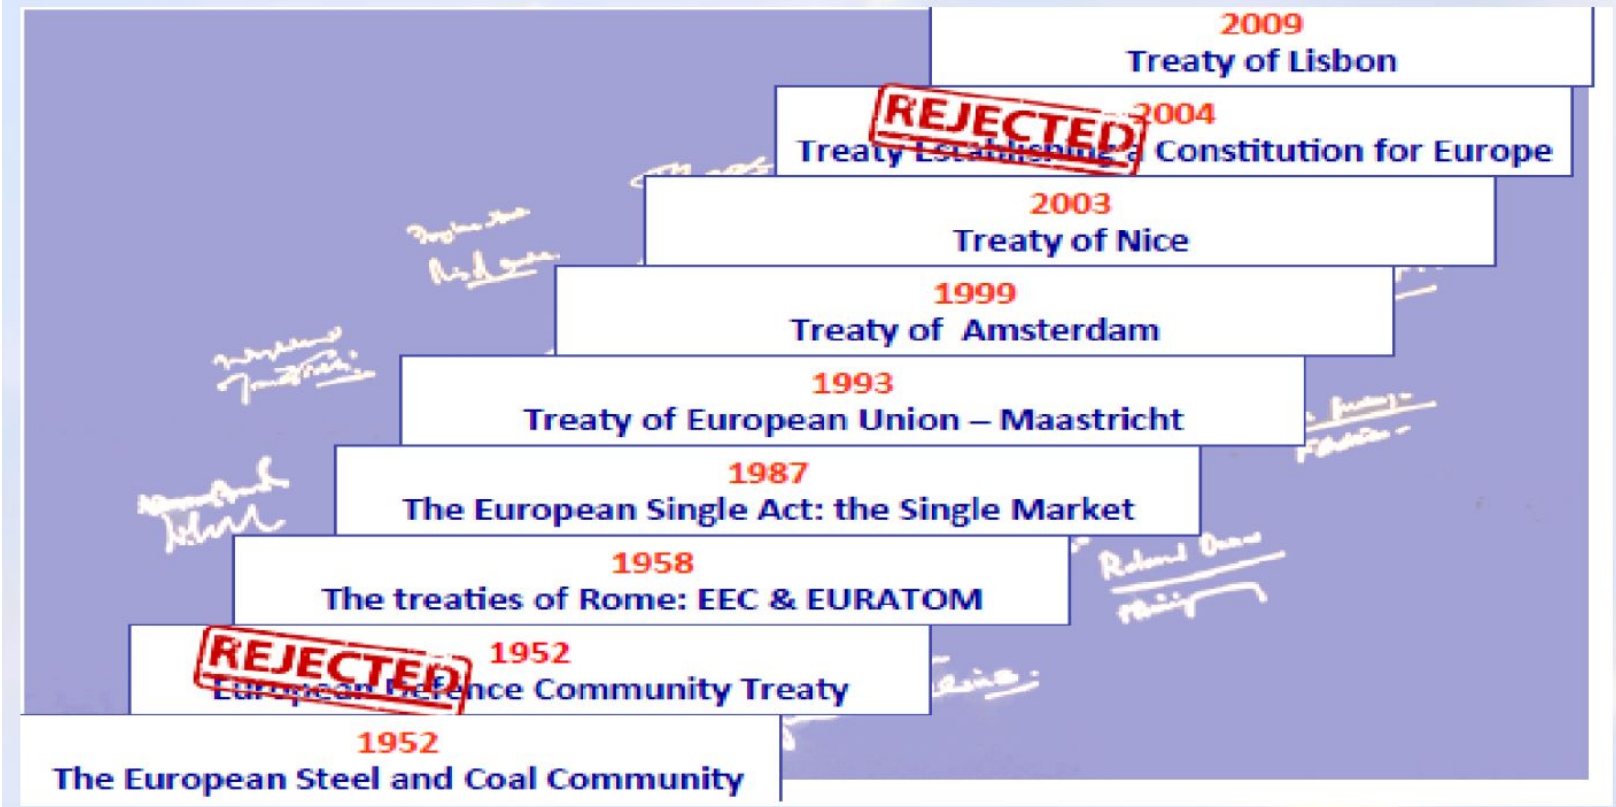 2009
Treaty of Lisbon
REJECTED
2004
Treaty Establishing a Constitution for Europe
2003
Treaty of Nice
1999
Treaty of Amsterdam
1993
Treaty of European Union – Maastricht
1987
The European Single Act: the Single Market
1958
The treaties of Rome: EEC & EURATOM
REJECTED
1952
European Defence Community Treaty
1952
The European Steel and Coal Community